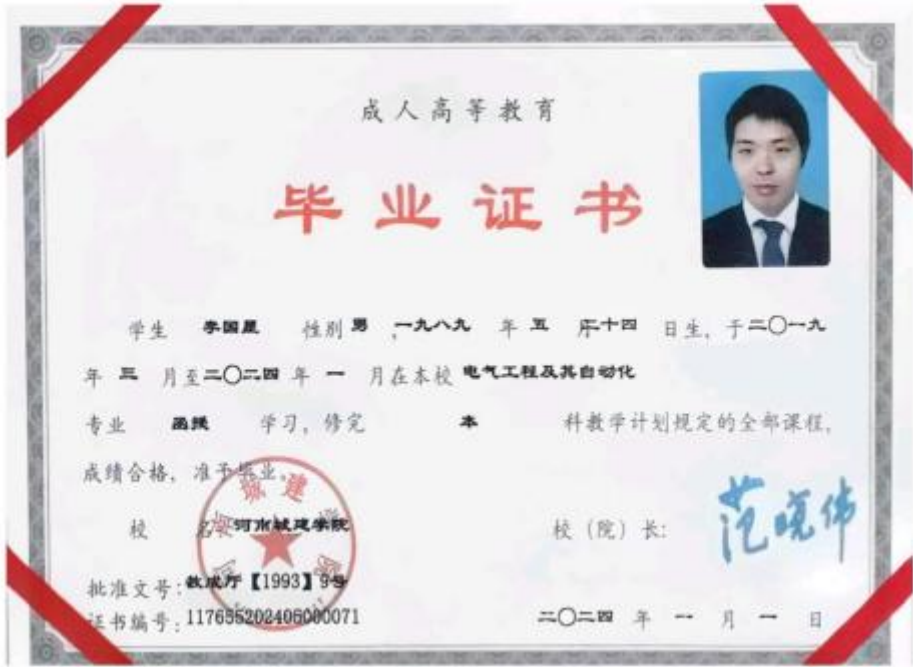 成人高等教育
毕业证书
学生 李国星 性别 男 ,一九八九 年 五 月二十四 日生, 于二〇一九
年 三 月至二〇二四 年 一 月在本校 电气工程及其自动化
专业 函授 学习, 修完 本 科教学计划规定的全部课程,
成绩合格, 准予毕业。
校 名:河南城建学院 校(院)长: 范晓伟
批准文号:教成厅【1993】9号
证书编号:117655202405000071
二〇二四 年 一 月 一 日